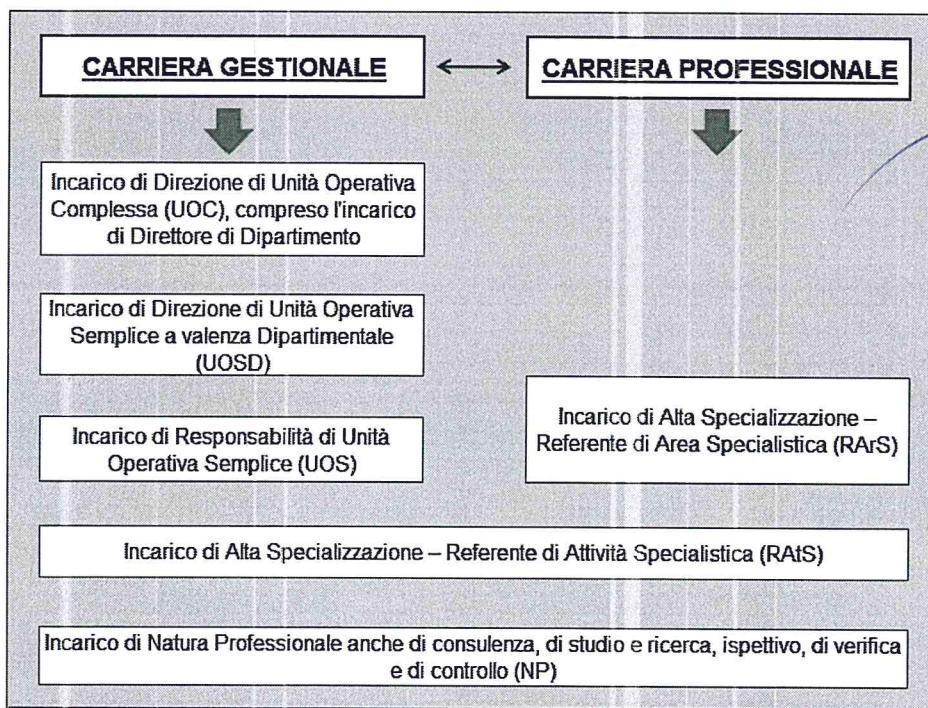 CARRIERA GESTIONALE
CARRIERA PROFESSIONALE
Incarico di Direzione di Unità Operativa
Complessa (UOC), compreso l'incarico
di Direttore di Dipartimento
Incarico di Direzione di Unità Operativa
Semplice a valenza Dipartimentale
(UOSD)
Incarico di Responsabilità di Unità
Operativa Semplice (UOS)
Incarico di Alta Specializzazione –
Referente di Area Specialistica (RArS)
Incarico di Alta Specializzazione – Referente di Attività Specialistica (RAtS)
Incarico di Natura Professionale anche di consulenza, di studio e ricerca, ispettivo, di verifica
e di controllo (NP)